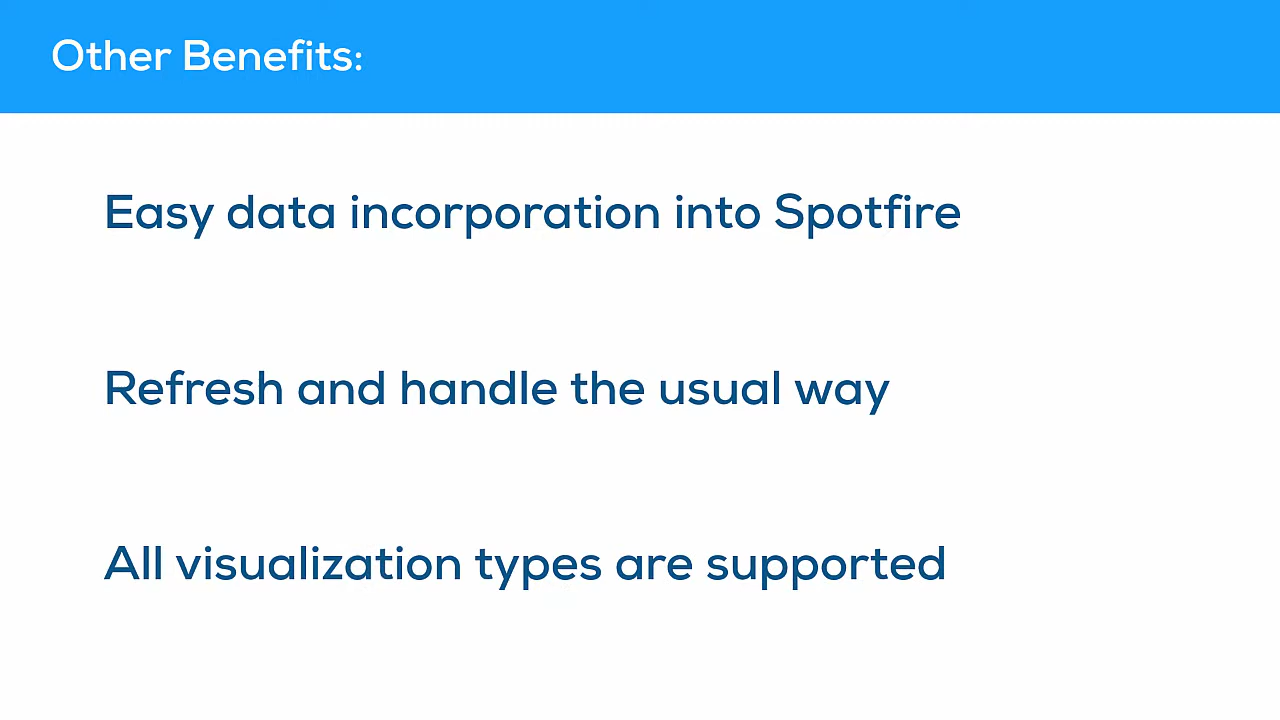 Other Benefits:
Easy data incorporation into Spotfire
Refresh and handle the usual way
All visualization types are supported